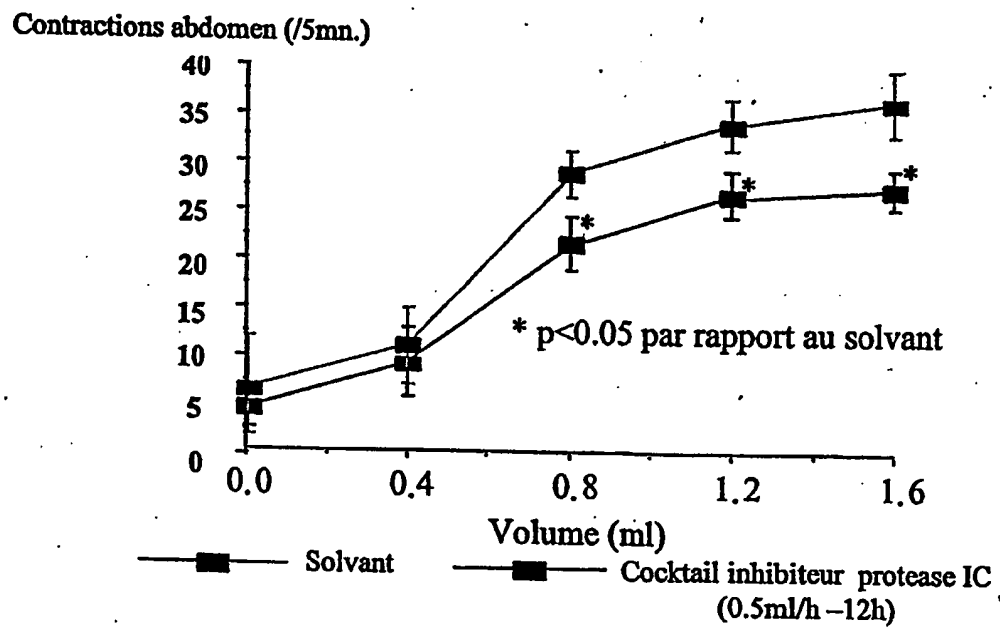 Contractions abdomen (/5mn.)
40
35
30
25
20
15
10
5
0
*
*
*
* p<0.05 par rapport au solvant
0.0 0.4 0.8 1.2 1.6
Volume (ml)
Solvant
Cocktail inhibiteur protease IC
(0.5ml/h –12h)